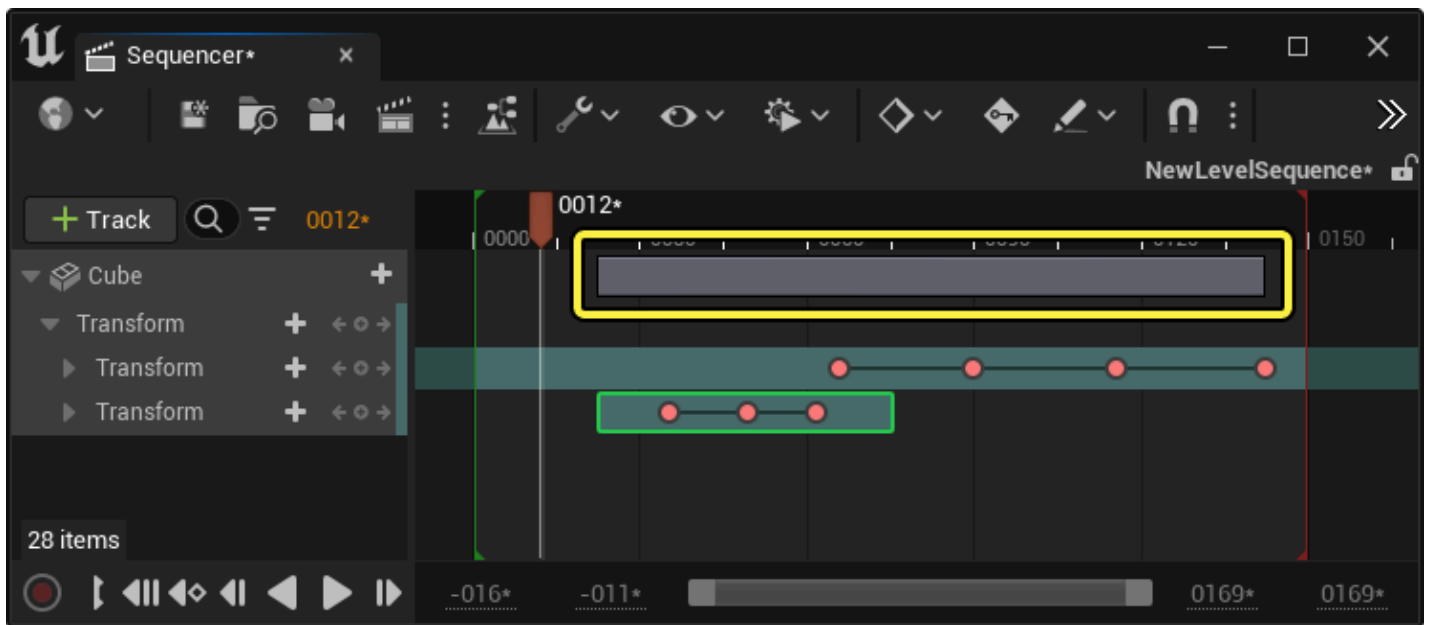 Sequencer*
NewLevelSequence*
Track
0012*
0012*
0000
0150
Cube
Transform
Transform
Transform
28 items
-016*
-011*
0169*
0169*